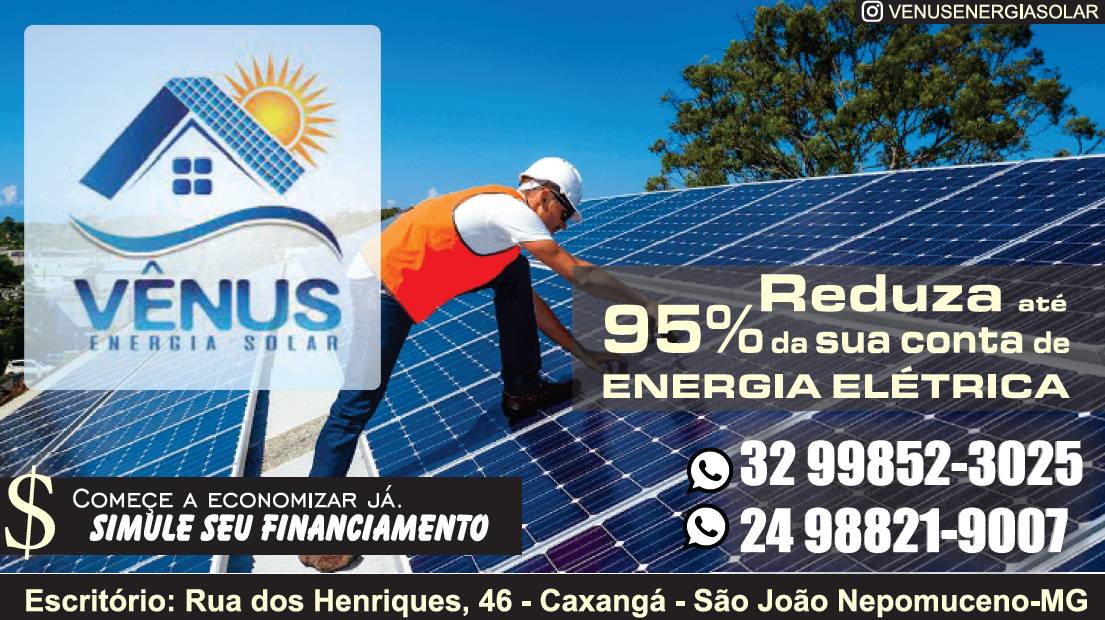 VENUSENERGIASOLAR
VÊNUS
ENERGIA SOLAR
Reduza até
95% da sua conta de
ENERGIA ELÉTRICA
32 99852-3025
24 98821-9007
$ COMEÇE A ECONOMIZAR JÁ.
SIMULE SEU FINANCIAMENTO
Escritório: Rua dos Henriques, 46 - Caxangá - São João Nepomuceno-MG